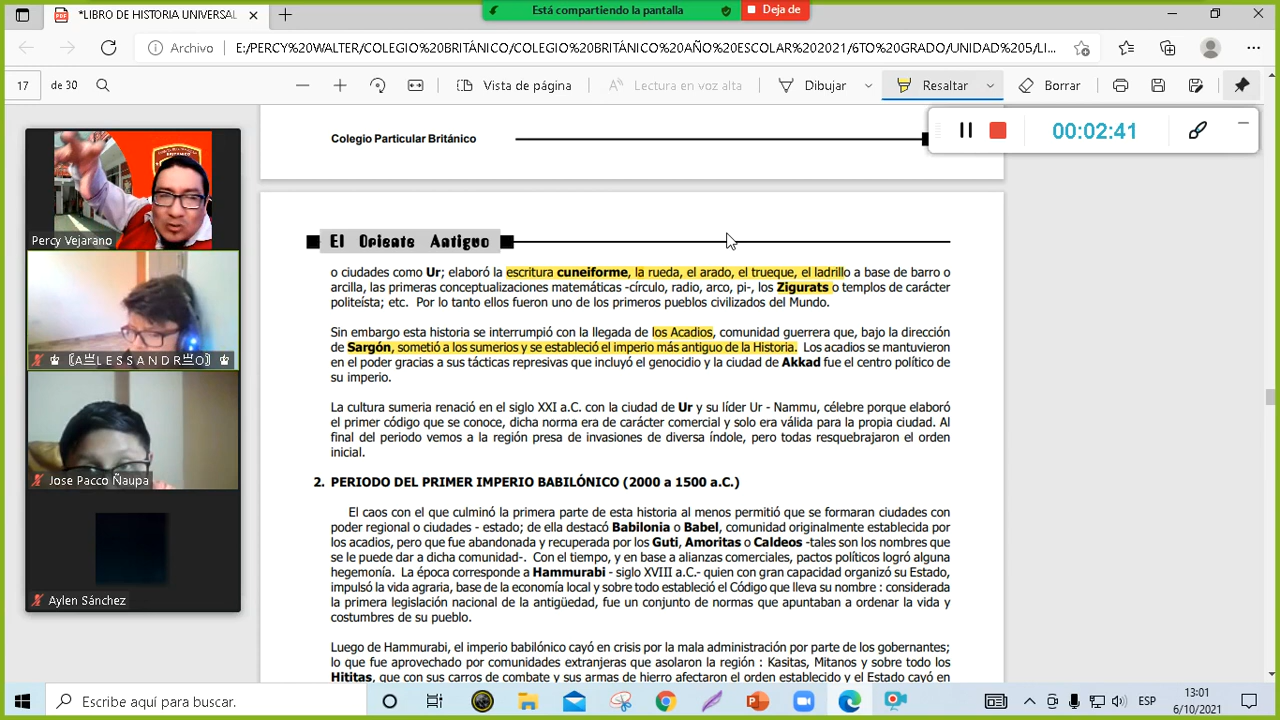 *LIBRO DE HISTORIA UNIVERSAL
Está compartiendo la pantalla
Deja de
Archivo
E:/PERCY%20WALTER/COLEGIO%20BRITÁNICO/COLEGIO%20BRITÁNICO%20AÑO%20ESCOLAR%202021/6TO%20GRADO/UNIDAD%205/LI...
17 de 30
Vista de página
Lectura en voz alta
Dibujar
Resaltar
Borrar
00:02:41
Colegio Particular Británico
Percy Vejarano
♚ 〘A꧁L E S S A N D R꧁O〙 ♚
Jose Pacco Ñaupa
Aylen Sánchez
El Oriente Antiguo
o ciudades como Ur; elaboró la escritura cuneiforme, la rueda, el arado, el trueque, el ladrillo a base de barro o
arcilla, las primeras conceptualizaciones matemáticas -círculo, radio, arco, pi-, los Zigurats o templos de carácter
politeísta; etc. Por lo tanto ellos fueron uno de los primeros pueblos civilizados del Mundo.
Sin embargo esta historia se interrumpió con la llegada de los Acadios, comunidad guerrera que, bajo la dirección
de Sargón, sometió a los sumerios y se estableció el imperio más antiguo de la Historia. Los acadios se mantuvieron
en el poder gracias a sus tácticas represivas que incluyó el genocidio y la ciudad de Akkad fue el centro político de
su imperio.
La cultura sumeria renació en el siglo XXI a.C. con la ciudad de Ur y su líder Ur - Nammu, célebre porque elaboró
el primer código que se conoce, dicha norma era de carácter comercial y solo era válida para la propia ciudad. Al
final del periodo vemos a la región presa de invasiones de diversa índole, pero todas resquebrajaron el orden
inicial.
2. PERIODO DEL PRIMER IMPERIO BABILÓNICO (2000 a 1500 a.C.)
El caos con el que culminó la primera parte de esta historia al menos permitió que se formaran ciudades con
poder regional o ciudades - estado; de ella destacó Babilonia o Babel, comunidad originalmente establecida por
los acadios, pero que fue abandonada y recuperada por los Guti, Amoritas o Caldeos -tales son los nombres que
se le puede dar a dicha comunidad-. Con el tiempo, y en base a alianzas comerciales, pactos políticos logró alguna
hegemonía. La época corresponde a Hammurabi - siglo XVIII a.C.- quien con gran capacidad organizó su Estado,
impulsó la vida agraria, base de la economía local y sobre todo estableció el Código que lleva su nombre : considerada
la primera legislación nacional de la antigüedad, fue un conjunto de normas que apuntaban a ordenar la vida y
costumbres de su pueblo.
Luego de Hammurabi, el imperio babilónico cayó en crisis por la mala administración por parte de los gobernantes;
lo que fue aprovechado por comunidades extranjeras que asolaron la región : Kasitas, Mitanos y sobre todo los
Hititas, que con sus carros de combate y sus armas de hierro afectaron el orden establecido y el Estado cayó en
Escribe aquí para buscar.
ESP
13:01
6/10/2021